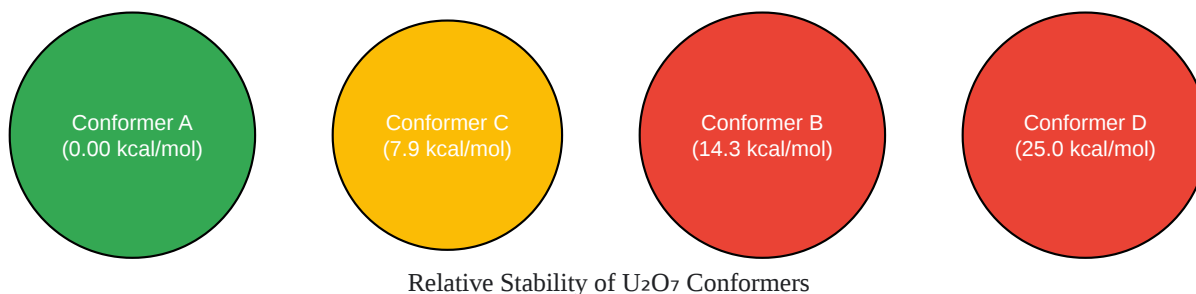 Conformer A
(0.00 kcal/mol)
Conformer C
(7.9 kcal/mol)
Conformer B
(14.3 kcal/mol)
Conformer D
(25.0 kcal/mol)
Relative Stability of U₂O₇ Conformers